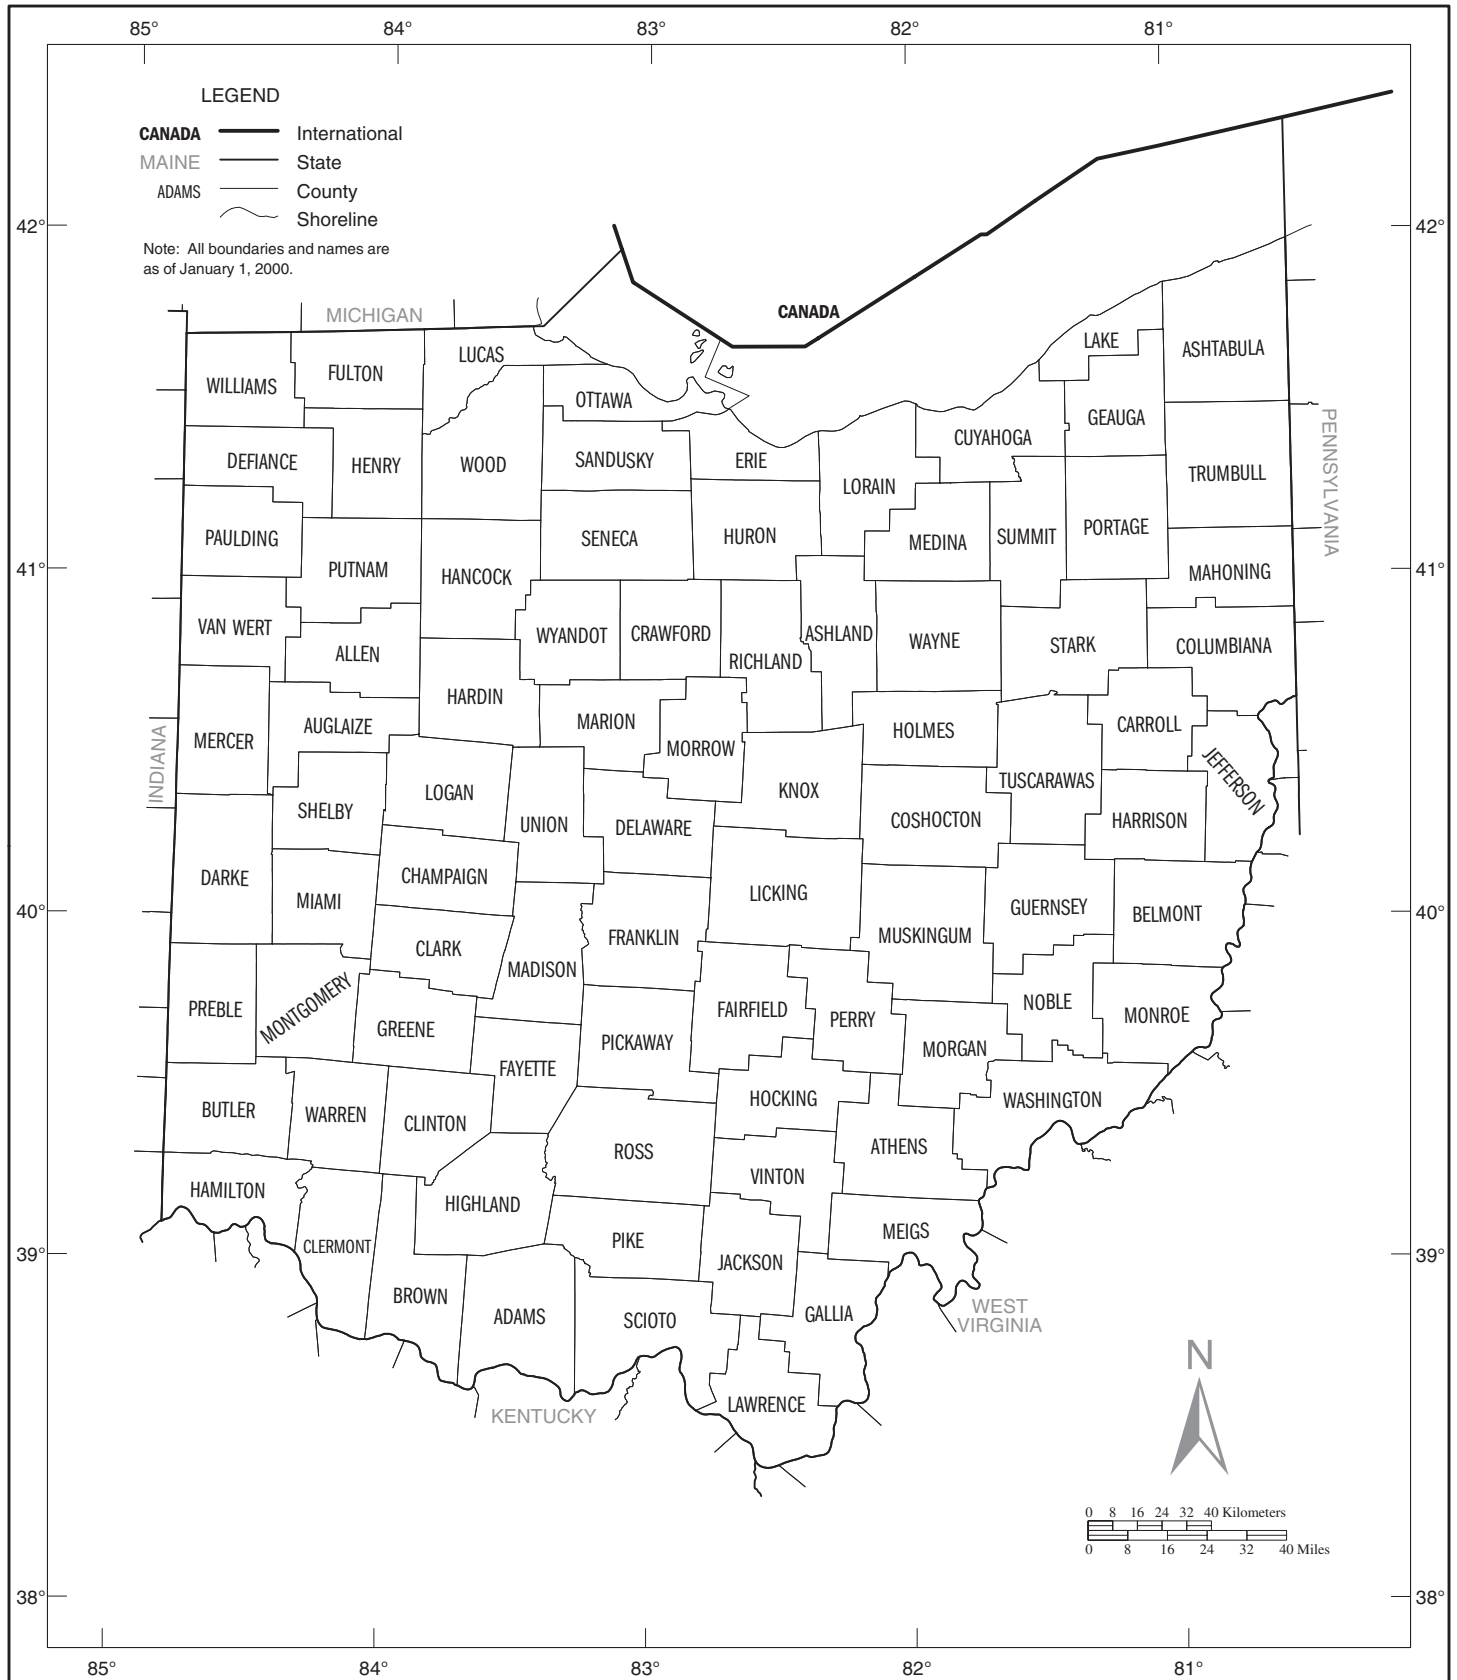 85° 84° 83° 82° 81°
LEGEND
CANADA International
MAINE State
ADAMS County
Shoreline
Note: All boundaries and names are
as of January 1, 2000.
42° 42°
MICHIGAN
CANADA
LUCAS
LAKE
ASHTABULA
FULTON
WILLIAMS
OTTAWA
GEAUGA
CUYAHOGA
DEFIANCE
HENRY
WOOD
SANDUSKY
ERIE
LORAIN
TRUMBULL
PENNSYLVANIA
PAULDING
SENECA
HURON
MEDINA
SUMMIT
PORTAGE
41° 41°
PUTNAM
HANCOCK
MAHONING
VAN WERT
ALLEN
WYANDOT
CRAWFORD
RICHLAND
ASHLAND
WAYNE
STARK
COLUMBIANA
HARDIN
MERCER
AUGLAIZE
MARION
MORROW
HOLMES
CARROLL
INDIANA
JEFFERSON
SHELBY
LOGAN
UNION
DELAWARE
KNOX
COSHOCTON
TUSCARAWAS
HARRISON
DARKE
MIAMI
CHAMPAIGN
LICKING
GUERNSEY
BELMONT
40° 40°
CLARK
MADISON
FRANKLIN
MUSKINGUM
PREBLE
MONTGOMERY
GREENE
FAYETTE
PICKAWAY
FAIRFIELD
PERRY
MORGAN
NOBLE
MONROE
BUTLER
WARREN
CLINTON
ROSS
HOCKING
ATHENS
WASHINGTON
VINTON
HAMILTON
CLERMONT
HIGHLAND
PIKE
JACKSON
MEIGS
39° 39°
BROWN
ADAMS
SCIOTO
GALLIA
WEST
VIRGINIA
LAWRENCE
KENTUCKY
N
0 8 16 24 32 40 Kilometers
0 8 16 24 32 40 Miles
38° 38°
85° 84° 83° 82° 81°